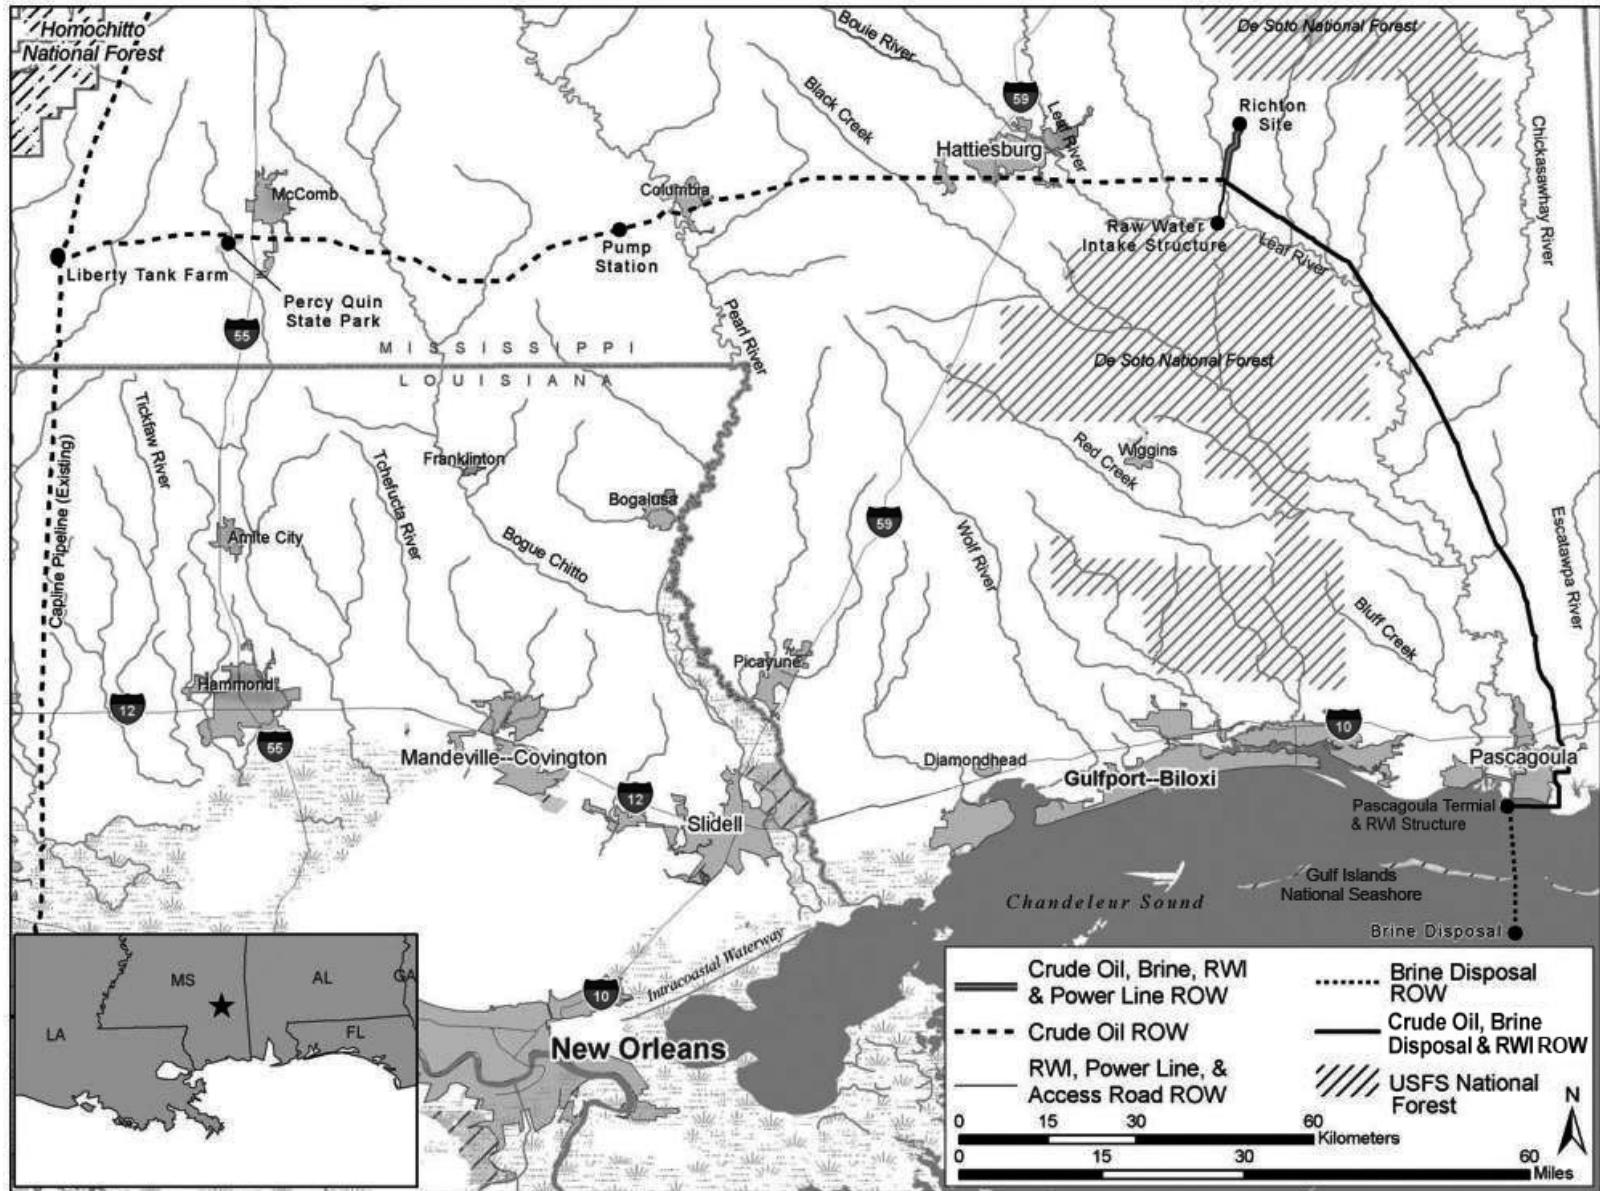 Homochitto
National Forest
Bouie River
De Soto National Forest
59
Black Creek
Leaf River
Richton
Site
Hattiesburg
Chickasawhay River
McComb
Columbia
Raw Water
Intake Structure
Leaf River
Pump
Station
Liberty Tank Farm
Percy Quin
State Park
55
Pearl River
MISSISSIPPI
LOUISIANA
De Soto National Forest
Tickfaw River
Capline Pipeline (Existing)
Tchefucta River
Franklinton
Bogalusa
Red Creek
Wiggins
59
Wolf River
Escatawpa River
Amite City
Bogue Chitto
Bluff Creek
Picayune
Hammond
12
55
10
Mandeville--Covington
Diamondhead
Pascagoula
Gulfport--Biloxi
12
Slidell
Pascagoula Termial
& RWI Structure
Gulf Islands
National Seashore
Chandeleur Sound
Brine Disposal
Intracoastal Waterway
10
New Orleans
MS
AL
GA
LA
FL
Crude Oil, Brine, RWI
& Power Line ROW
Crude Oil ROW
RWI, Power Line, &
Access Road ROW
Brine Disposal
ROW
Crude Oil, Brine
Disposal & RWI ROW
USFS National
Forest
N
0 15 30 60
Kilometers
0 15 30 60
Miles